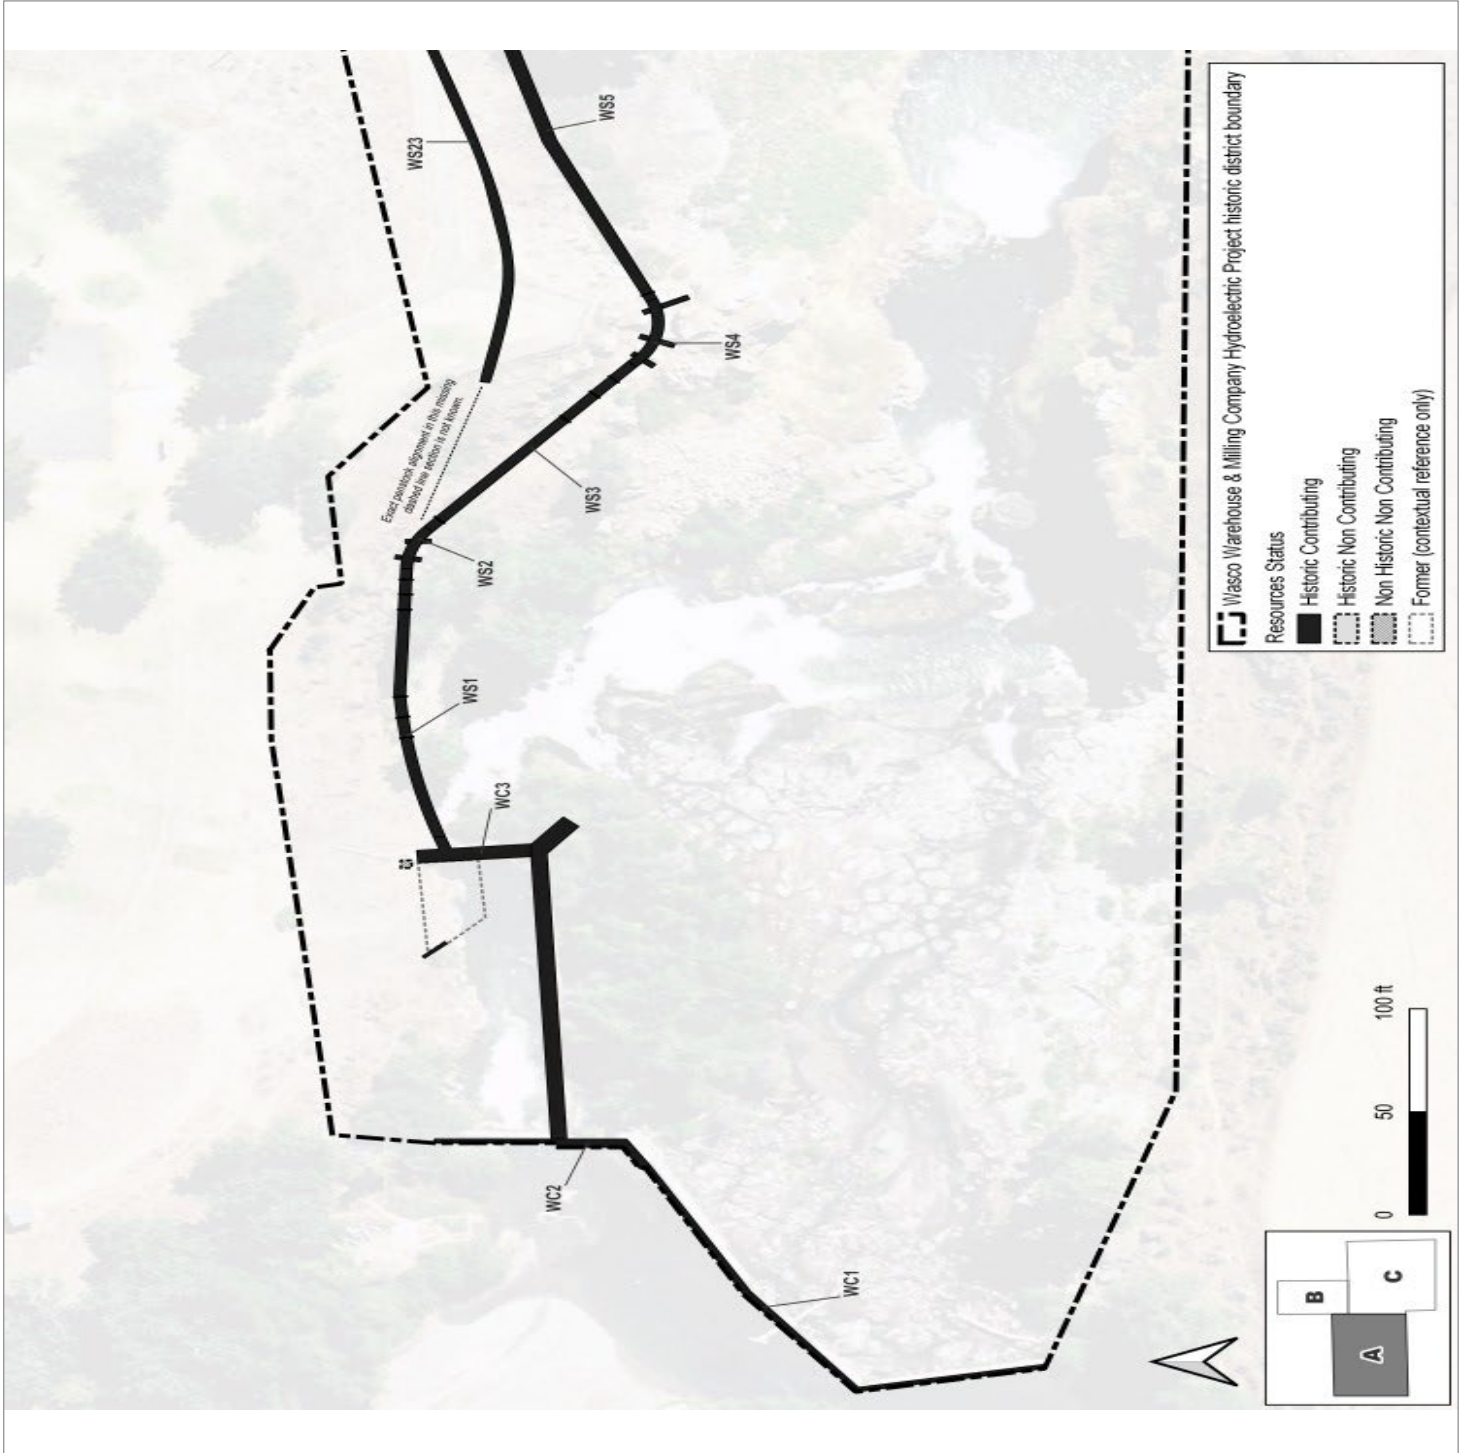 WS23
WS5
Exact penstock alignment in this missing
dashed line section is not known.
WS4
WS3
WS2
WS1
WC3
WC2
WC1
Wasco Warehouse & Milling Company Hydroelectric Project historic district boundary
Resources Status
Historic Contributing
Historic Non Contributing
Non Historic Non Contributing
Former (contextual reference only)
0 50 100 ft
A
B
C